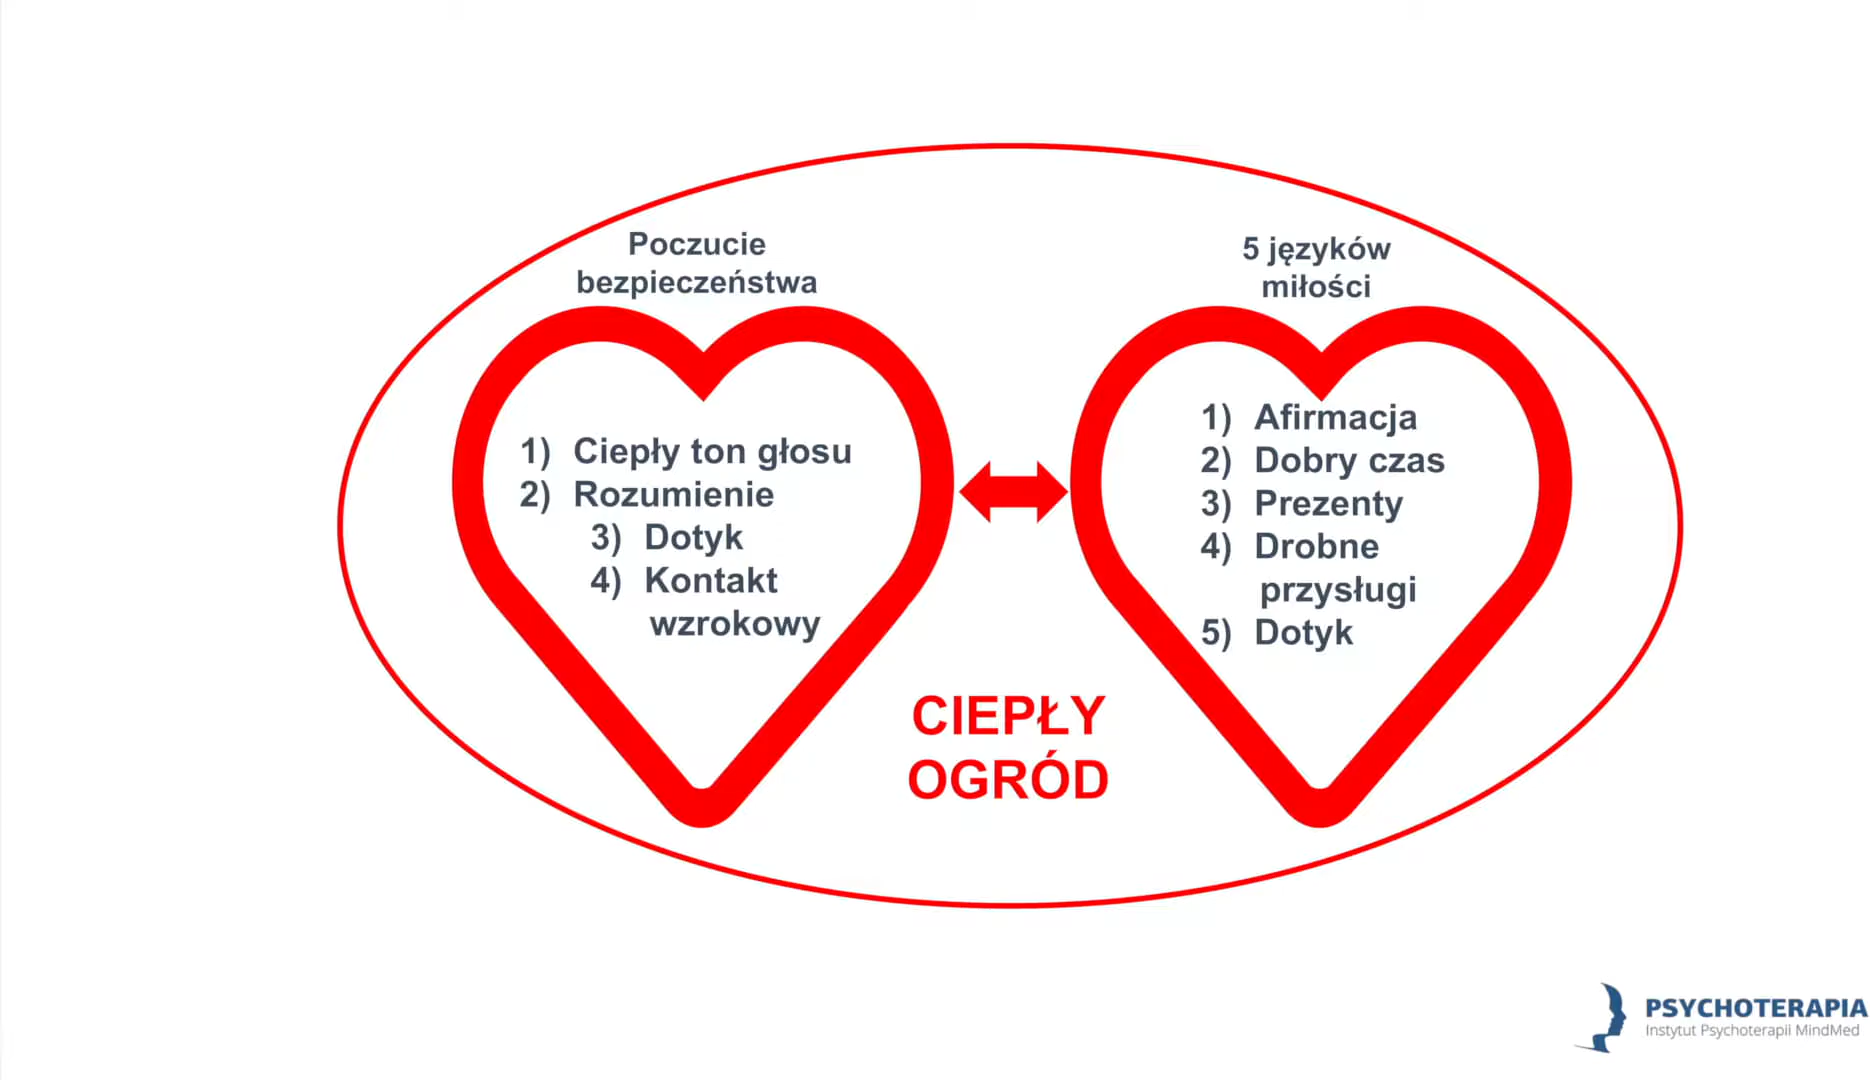 Poczucie
bezpieczeństwa
1) Ciepły ton głosu
2) Rozumienie
3) Dotyk
4) Kontakt
wzrokowy
5 języków
miłości
1) Afirmacja
2) Dobry czas
3) Prezenty
4) Drobne
przysługi
5) Dotyk
CIEPŁY
OGRÓD
PSYCHOTERAPIA
Instytut Psychoterapii MindMed